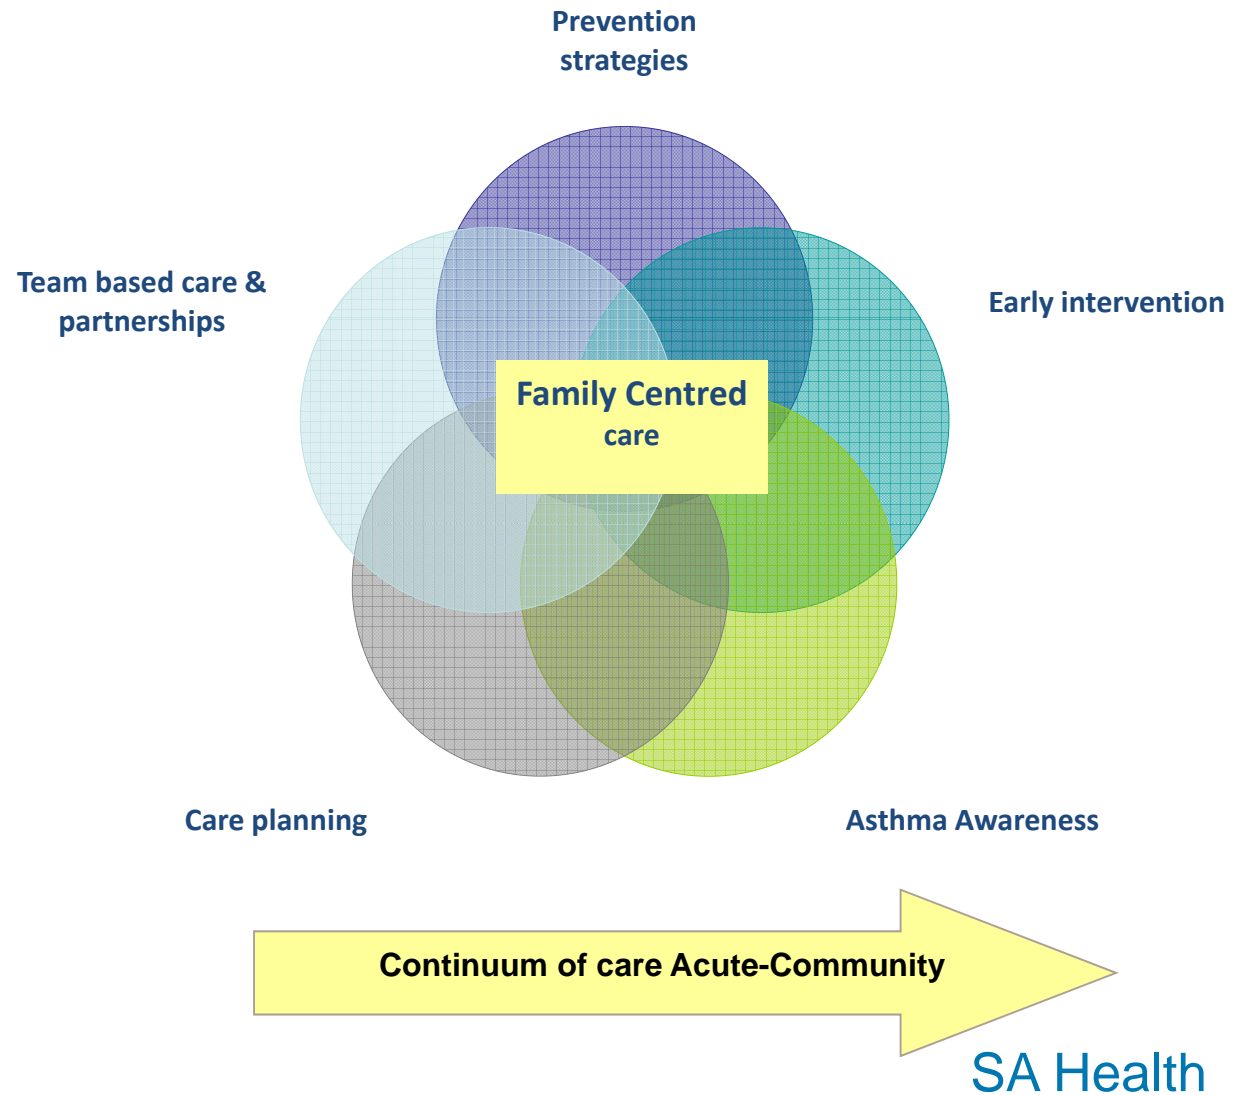 Prevention
strategies
Team based care &
partnerships
Early intervention
Family Centred
care
Care planning
Asthma Awareness
Continuum of care Acute-Community
SA Health